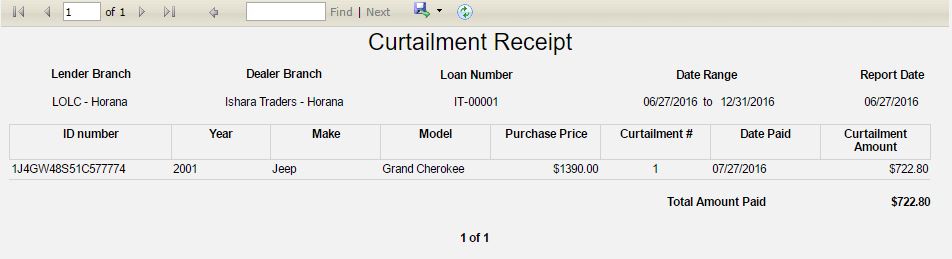 1 of 1 Find | Next
Curtailment Receipt
Lender Branch Dealer Branch Loan Number Date Range Report Date
LOLC - Horana Ishara Traders - Horana IT-00001 06/27/2016 to 12/31/2016 06/27/2016
ID number Year Make Model Purchase Price Curtailment # Date Paid Curtailment
Amount
1J4GW48S51C577774 2001 Jeep Grand Cherokee $1390.00 1 07/27/2016 $722.80
Total Amount Paid $722.80
1 of 1